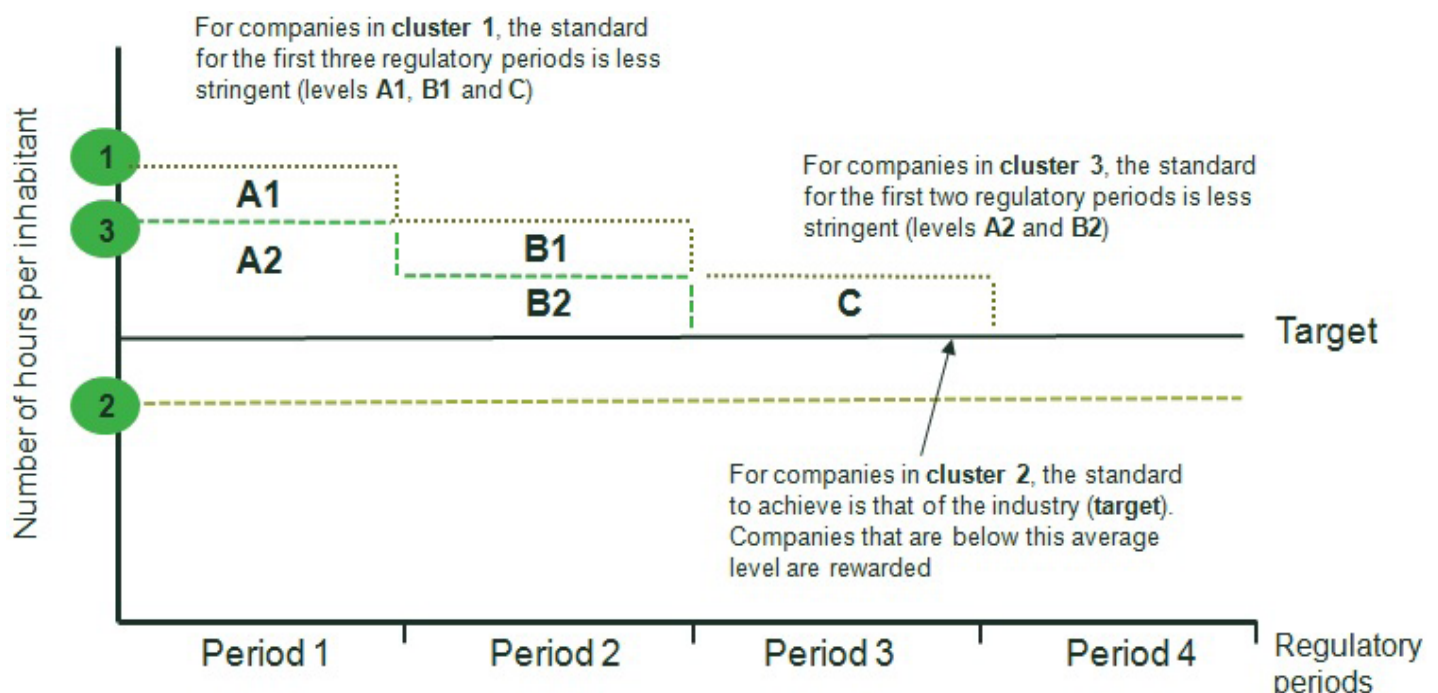 For companies in cluster 1, the standard
for the first three regulatory periods is less
stringent (levels A1, B1 and C)
Number of hours per inhabitant
1
A1
For companies in cluster 3, the standard
for the first two regulatory periods is less
stringent (levels A2 and B2)
3
A2
B1
B2
C
Target
2
For companies in cluster 2, the standard
to achieve is that of the industry (target).
Companies that are below this average
level are rewarded
Period 1
Period 2
Period 3
Period 4
Regulatory
periods